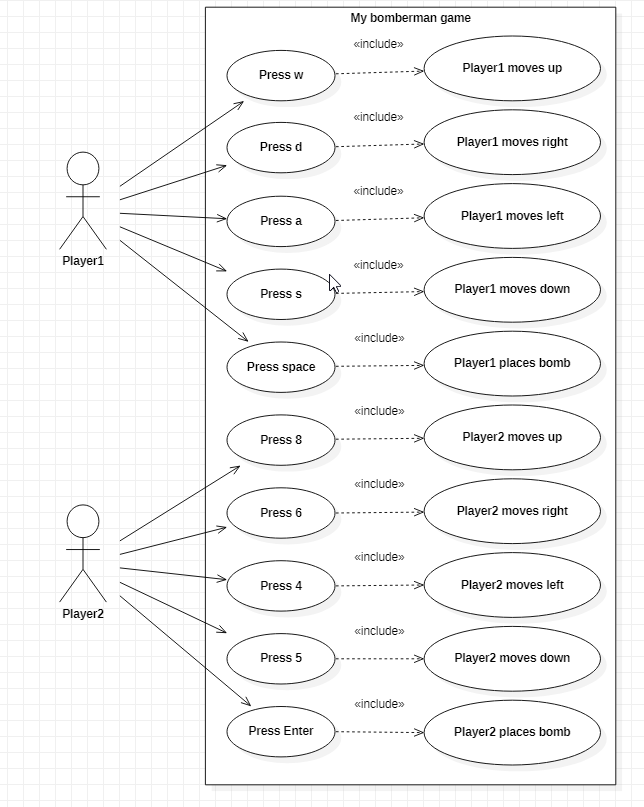 My bomberman game
«include»
Press w
Player1 moves up
«include»
Press d
Player1 moves right
«include»
Press a
Player1 moves left
Player1
«include»
Press s
Player1 moves down
«include»
Press space
Player1 places bomb
«include»
Press 8
Player2 moves up
«include»
Press 6
Player2 moves right
«include»
Press 4
Player2 moves left
Player2
«include»
Press 5
Player2 moves down
«include»
Press Enter
Player2 places bomb